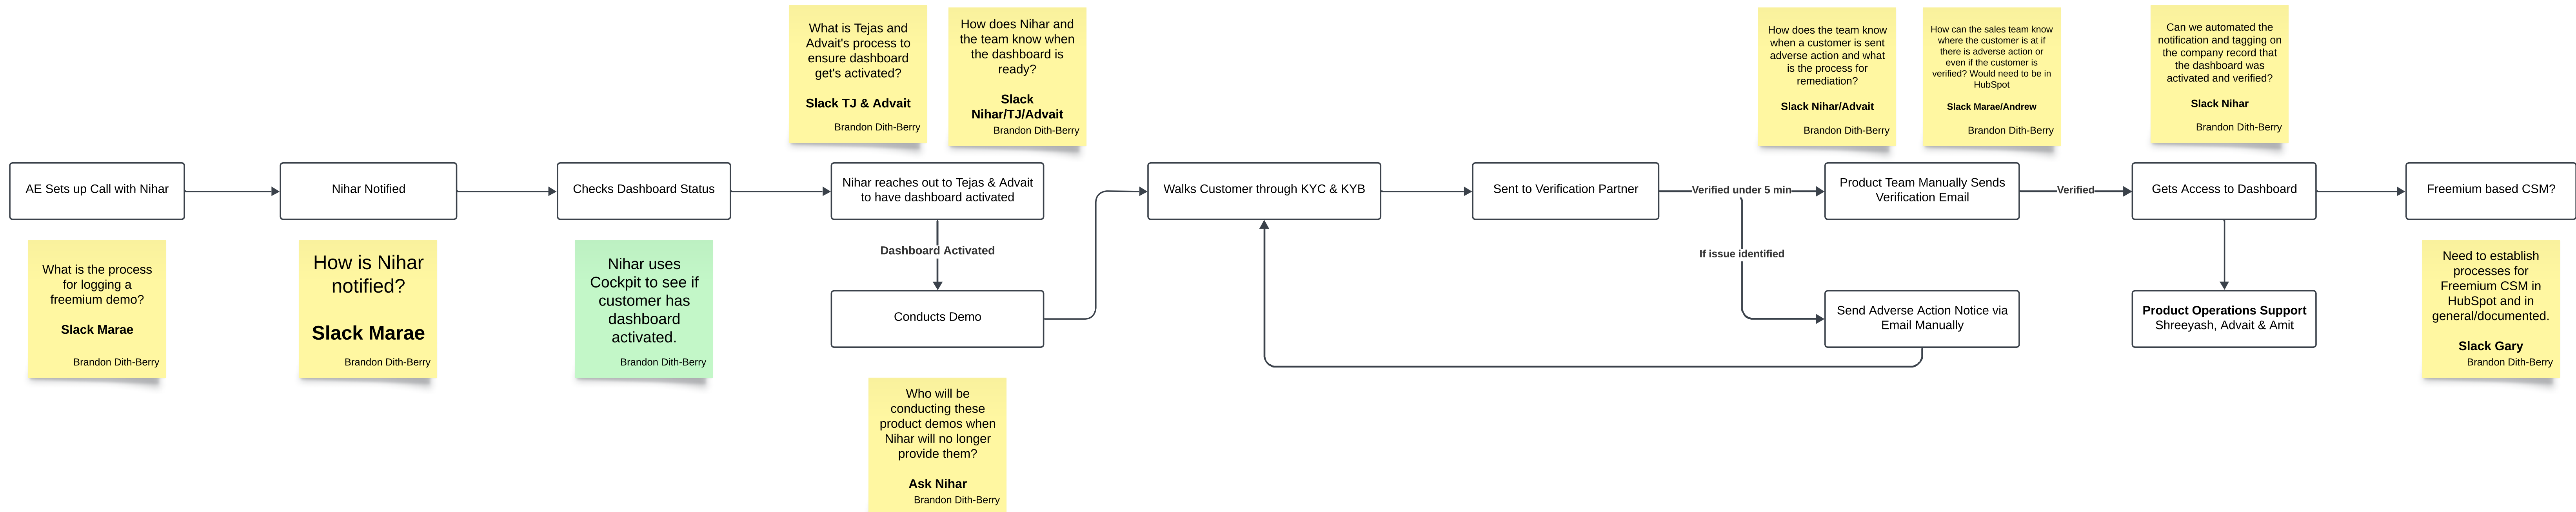 What is Tejas and
Advait's process to
ensure dashboard
get's activated?
Slack TJ & Advait
Brandon Dith-Berry
How does Nihar and
the team know when
the dashboard is
ready?
Slack
Nihar/TJ/Advait
Brandon Dith-Berry
How does the team know
when a customer is sent
adverse action and what
is the process for
remediation?
Slack Nihar/Advait
Brandon Dith-Berry
How can the sales team know
where the customer is at if
there is adverse action or
even if the customer is
verified? Would need to be in
HubSpot
Slack Marae/Andrew
Brandon Dith-Berry
Can we automated the
notification and tagging on
the company record that
the dashboard was
activated and verified?
Slack Nihar
Brandon Dith-Berry
AE Sets up Call with Nihar
Nihar Notified
Checks Dashboard Status
Nihar reaches out to Tejas & Advait
to have dashboard activated
Walks Customer through KYC & KYB
Sent to Verification Partner
Verified under 5 min
Product Team Manually Sends
Verification Email
Verified
Gets Access to Dashboard
Freemium based CSM?
Dashboard Activated
If issue identified
Conducts Demo
Send Adverse Action Notice via
Email Manually
Product Operations Support
Shreeyash, Advait & Amit
What is the process
for logging a
freemium demo?
Slack Marae
Brandon Dith-Berry
How is Nihar
notified?
Slack Marae
Brandon Dith-Berry
Nihar uses
Cockpit to see if
customer has
dashboard
activated.
Brandon Dith-Berry
Need to establish
processes for
Freemium CSM in
HubSpot and in
general/documented.
Slack Gary
Brandon Dith-Berry
Who will be
conducting these
product demos when
Nihar will no longer
provide them?
Ask Nihar
Brandon Dith-Berry